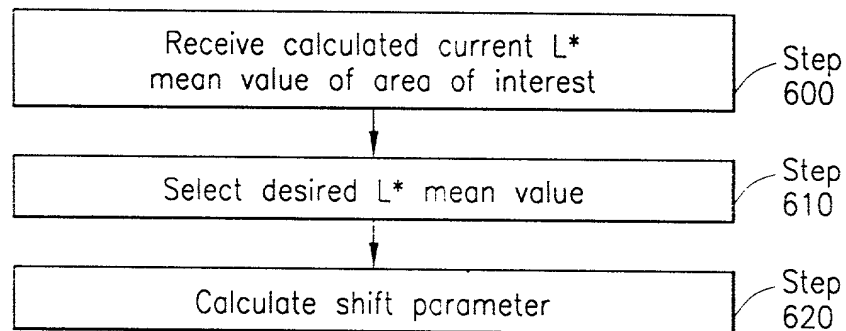 Receive calculated current L*
mean value of area of interest
Step
600
Select desired L* mean value
Step
610
Calculate shift parameter
Step
620